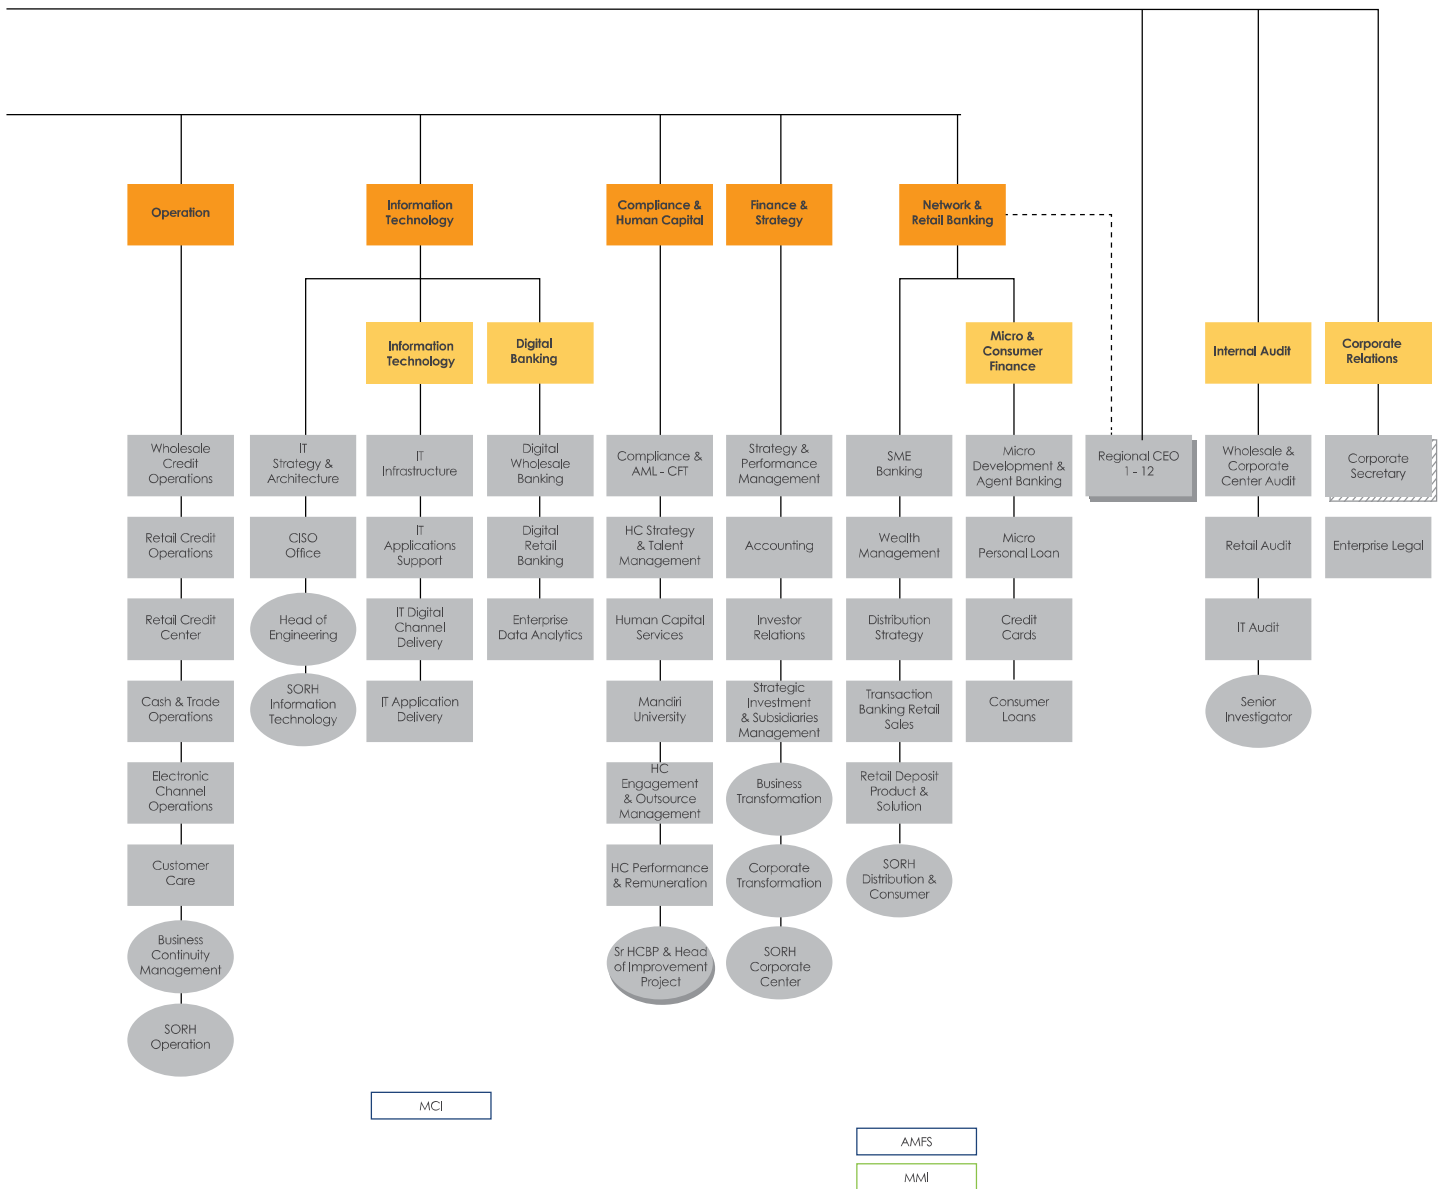 Operation
Information
Technology
Compliance &
Human Capital
Finance &
Strategy
Network &
Retail Banking
Information
Technology
Digital
Banking
Micro &
Consumer
Finance
Internal Audit
Corporate
Relations
Wholesale
Credit
Operations
IT
Strategy &
Architecture
IT
Infrastructure
Digital
Wholesale
Banking
Compliance &
AML - CFT
Strategy &
Performance
Management
SME
Banking
Micro
Development &
Agent Banking
Regional CEO
1 - 12
Wholesale &
Corporate
Center Audit
Corporate
Secretary
Retail Credit
Operations
CISO
Office
IT
Applications
Support
Digital
Retail
Banking
HC Strategy
& Talent
Management
Accounting
Wealth
Management
Micro
Personal Loan
Retail Audit
Enterprise Legal
Retail Credit
Center
Head of
Engineering
IT Digital
Channel
Delivery
Enterprise
Data Analytics
Human Capital
Services
Investor
Relations
Distribution
Strategy
Credit
Cards
IT Audit
Cash & Trade
Operations
SORH
Information
Technology
IT Application
Delivery
Mandiri
University
Strategic
Investment
& Subsidiaries
Management
Transaction
Banking Retail
Sales
Consumer
Loans
Senior
Investigator
Electronic
Channel
Operations
HC
Engagement
& Outsource
Management
Business
Transformation
Retail Deposit
Product &
Solution
Customer
Care
HC Performance
& Remuneration
Corporate
Transformation
SORH
Distribution &
Consumer
Business
Continuity
Management
Sr HCBP & Head
of Improvement
Project
SORH
Corporate
Center
SORH
Operation
MCI
AMFS
MMI